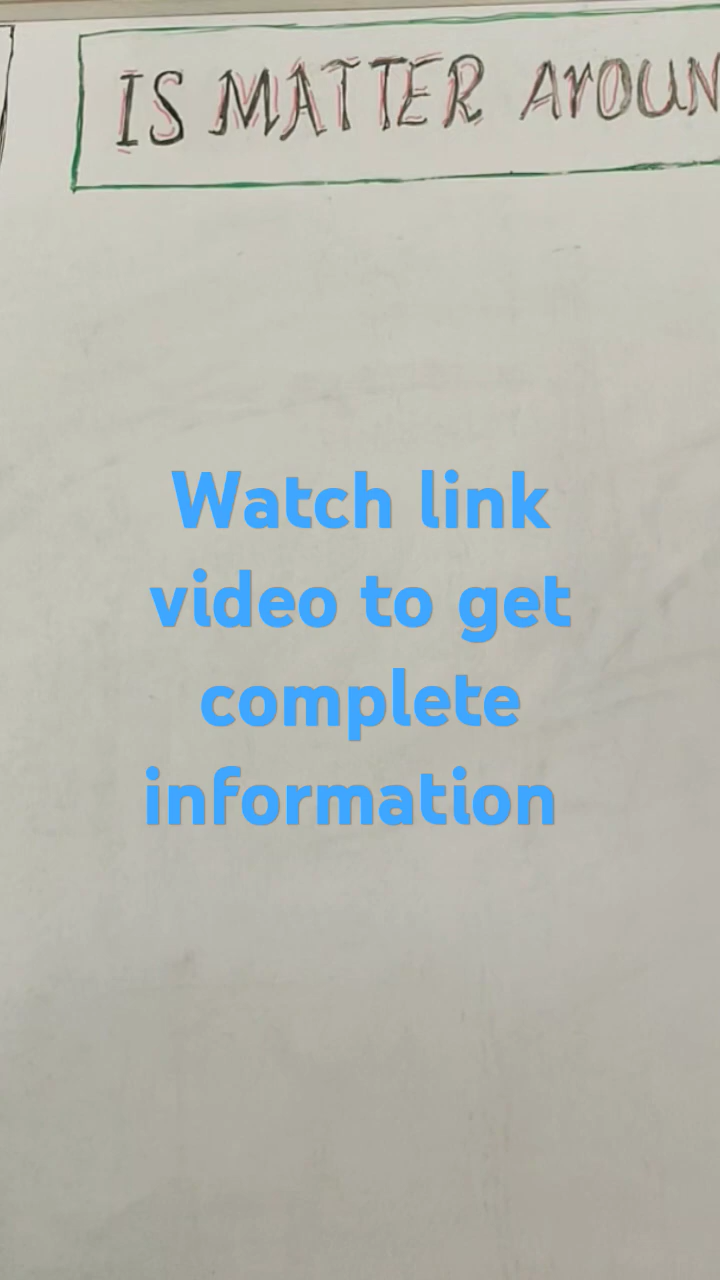 IS MATTER AroUN
Watch link
video to get
complete
information